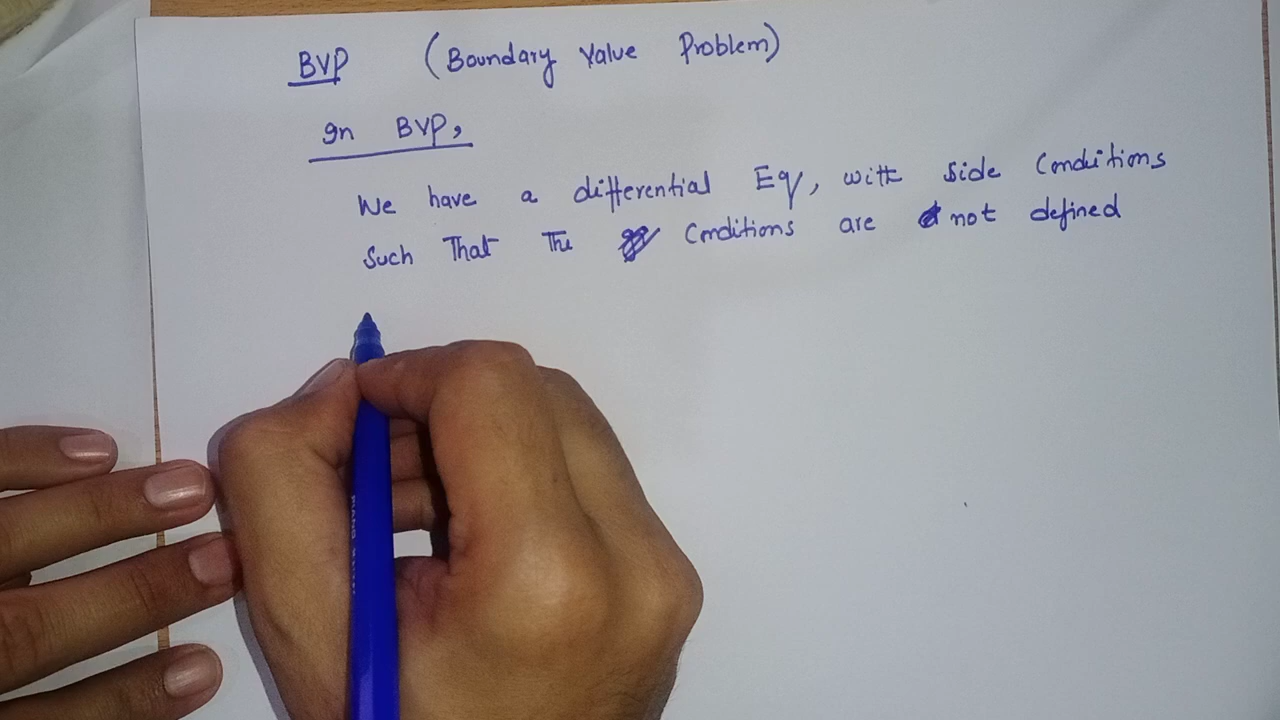 BVP (Boundary Value Problem)
In BVP,
We have a differential Eq, with side Conditions
Such That The Conditions are not defined